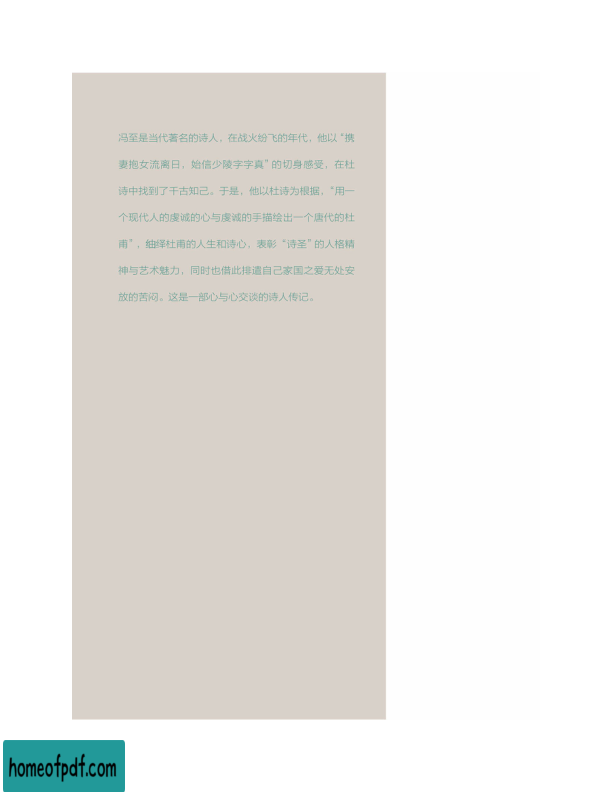 冯至是当代著名的诗人，在战火纷飞的年代，他以“携
妻抱女流离日，始信少陵字字真”的切身感受，在杜
诗中找到了千古知己。于是，他以杜诗为根据，“用一
个现代人的虔诚的心与虔诚的手描绘出一个唐代的杜
甫”，䌷绎杜甫的人生和诗心，表彰“诗圣”的人格精
神与艺术魅力，同时也借此排遣自己家国之爱无处安
放的苦闷。这是一部心与心交谈的诗人传记。
homeofpdf.com